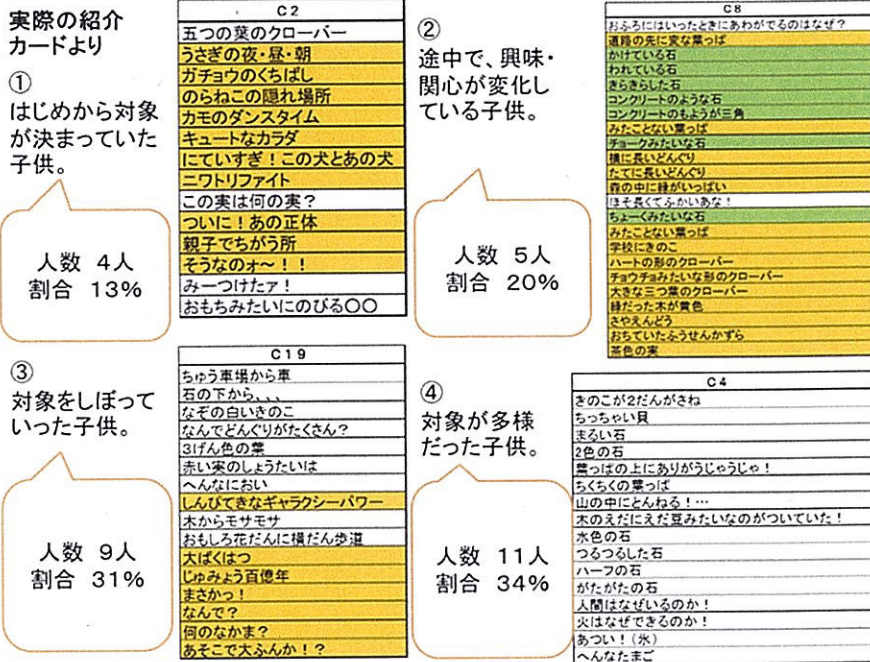 実際の紹介
カードより
①
はじめから対象
が決まっていた
子供。
人数 4人
割合 13%
C2
五つの葉のクローバー
うさぎの夜・昼・朝
ガチョウのくちばし
のらねこの隠れ場所
カモのダンスタイム
キュートなカラダ
にていすぎ！この犬とあの犬
ニワトリファイト
この実は何の実？
ついに！あの正体
親子でちがう所
そうなのォ～！！
みーつけたァ！
おもちみたいにのびる〇〇
②
途中で、興味・
関心が変化し
ている子供。
人数 5人
割合 20%
C8
おふろにはいったときにあわがでるのはなぜ？
道路の先に変な葉っぱ
かけている石
われている石
きらきらした石
コンクリートのような石
コンクリートのもようが三角
みたことない葉っぱ
チョークみたいな石
横に長いどんぐり
たてに長いどんぐり
森の中に緑がいっぱい
ほそ長くてふかいあな！
ちょーくみたいな石
みたことない葉っぱ
学校にきのこ
ハートの形のクローバー
チョウチョみたいな形のクローバー
大きな三つ葉のクローバー
緑だった木が黄色
さやえんどう
おちていたふうせんかずら
茶色の実
③
対象をしぼって
いった子供。
人数 9人
割合 31%
C19
ちゅう車場から車
石の下から、、、
なぞの白いきのこ
なんでどんぐりがたくさん？
3げん色の葉
赤い実のしょうたいは
へんなにおい
しんぴてきなギャラクシーパワー
木からモサモサ
おもしろ花だんに横だん歩道
大ばくはつ
じゅみょう百億年
まさかっ！
なんで？
何のなかま？
あそこで大ふんか！？
④
対象が多様
だった子供。
人数 11人
割合 34%
C4
きのこが2だんがさね
ちっちゃい貝
まるい石
2色の石
葉っぱの上にありがうじゃうじゃ！
ちくちくの葉っぱ
山の中にとんねる！…
木のえだにえだ豆みたいなのがついていた！
水色の石
つるつるした石
ハーフの石
がたがたの石
人間はなぜいるのか！
火はなぜできるのか！
あつい！（氷）
へんなたまご